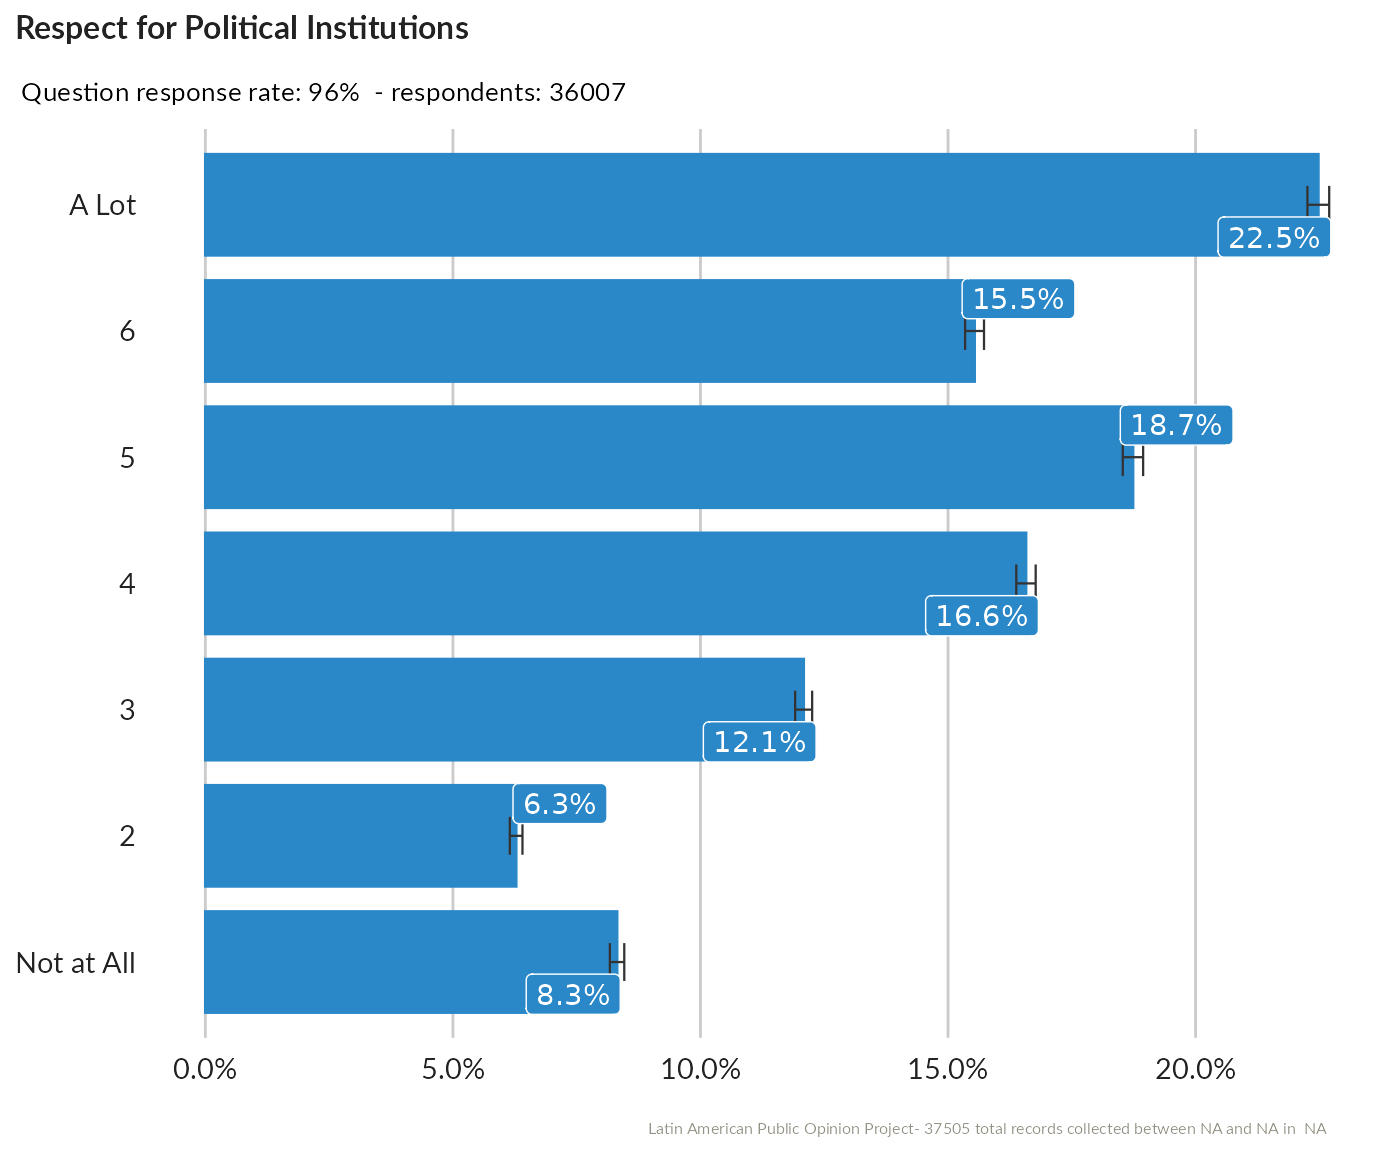 Respect for Political Institutions
Question response rate: 96% - respondents: 36007
A Lot
22.5%
6
15.5%
5
18.7%
4
16.6%
3
12.1%
2
6.3%
Not at All
8.3%
0.0% 5.0% 10.0% 15.0% 20.0%
Latin American Public Opinion Project- 37505 total records collected between NA and NA in NA